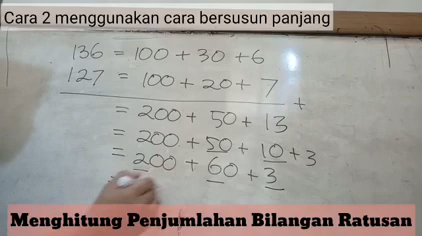 Cara 2 menggunakan cara bersusun panjang
136 = 100 + 30 + 6
127 = 100 + 20 + 7
+
= 200 + 50 + 13
= 200 + 50 + 10 + 3
= 200 + 60 + 3
Menghitung Penjumlahan Bilangan Ratusan